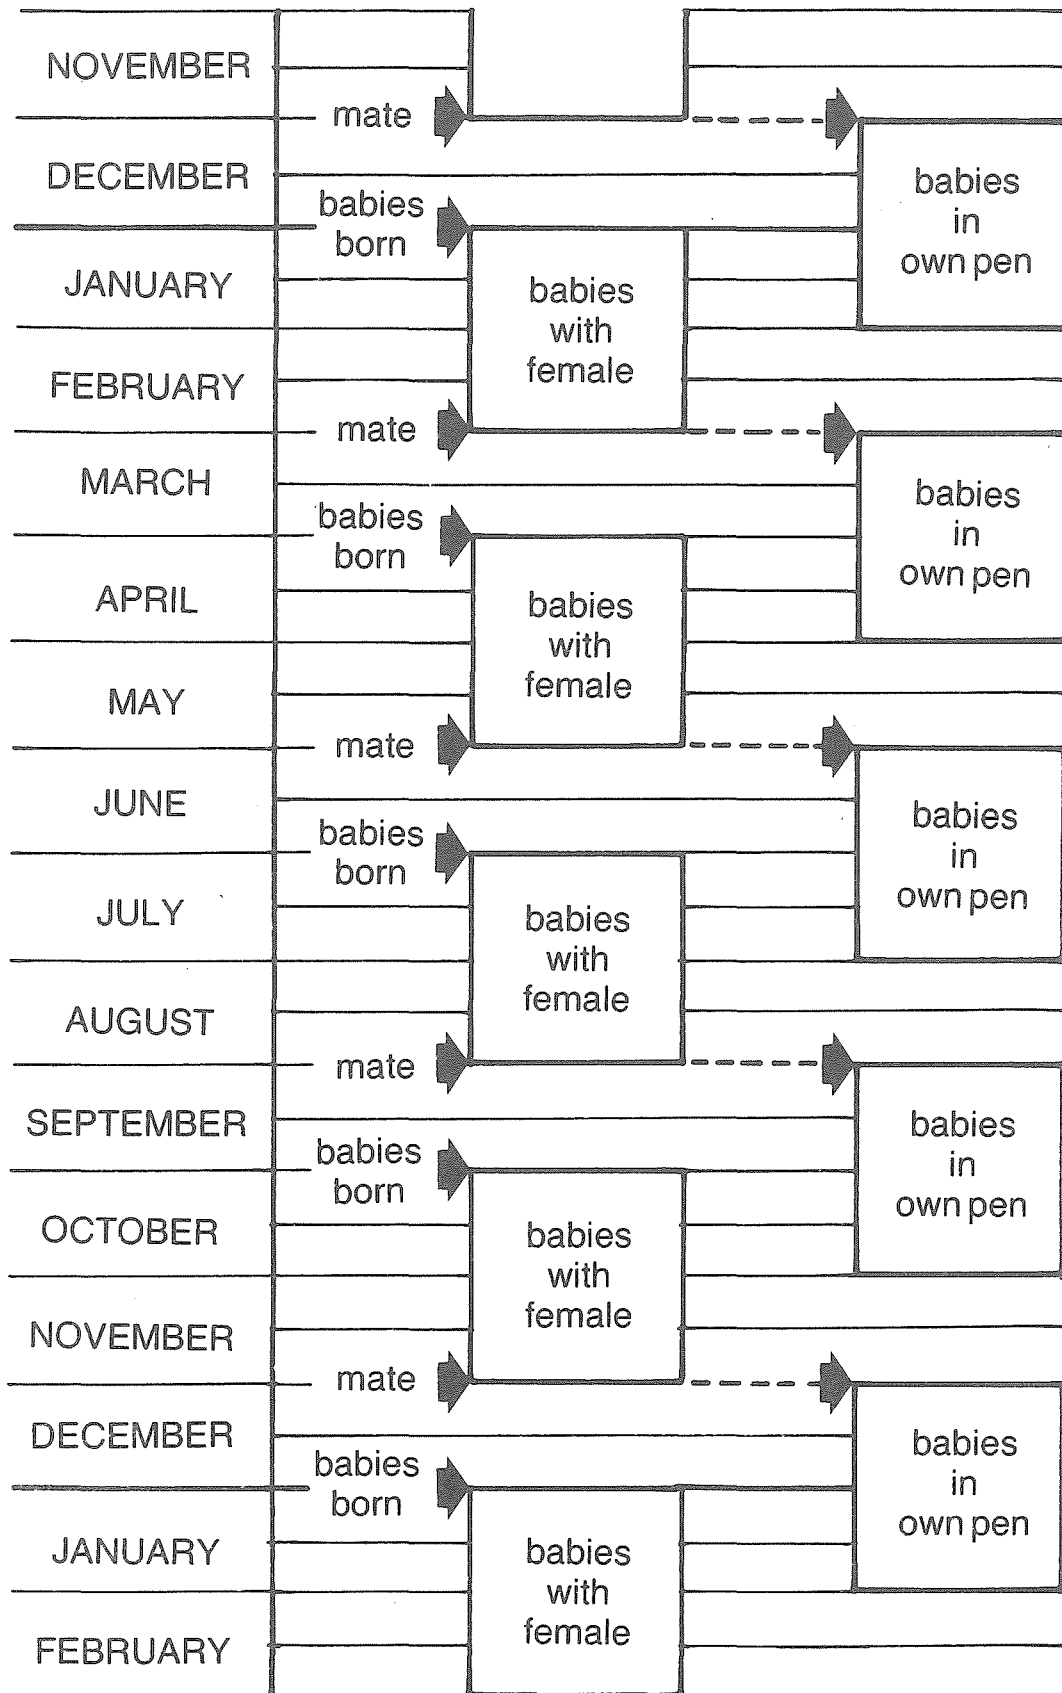 NOVEMBER
mate
DECEMBER
babies
in
own pen
babies
born
JANUARY
babies
with
female
FEBRUARY
mate
MARCH
babies
in
own pen
babies
born
APRIL
babies
with
female
MAY
mate
JUNE
babies
in
own pen
babies
born
JULY
babies
with
female
AUGUST
mate
SEPTEMBER
babies
in
own pen
babies
born
OCTOBER
babies
with
female
NOVEMBER
mate
DECEMBER
babies
in
own pen
babies
born
JANUARY
babies
with
female
FEBRUARY